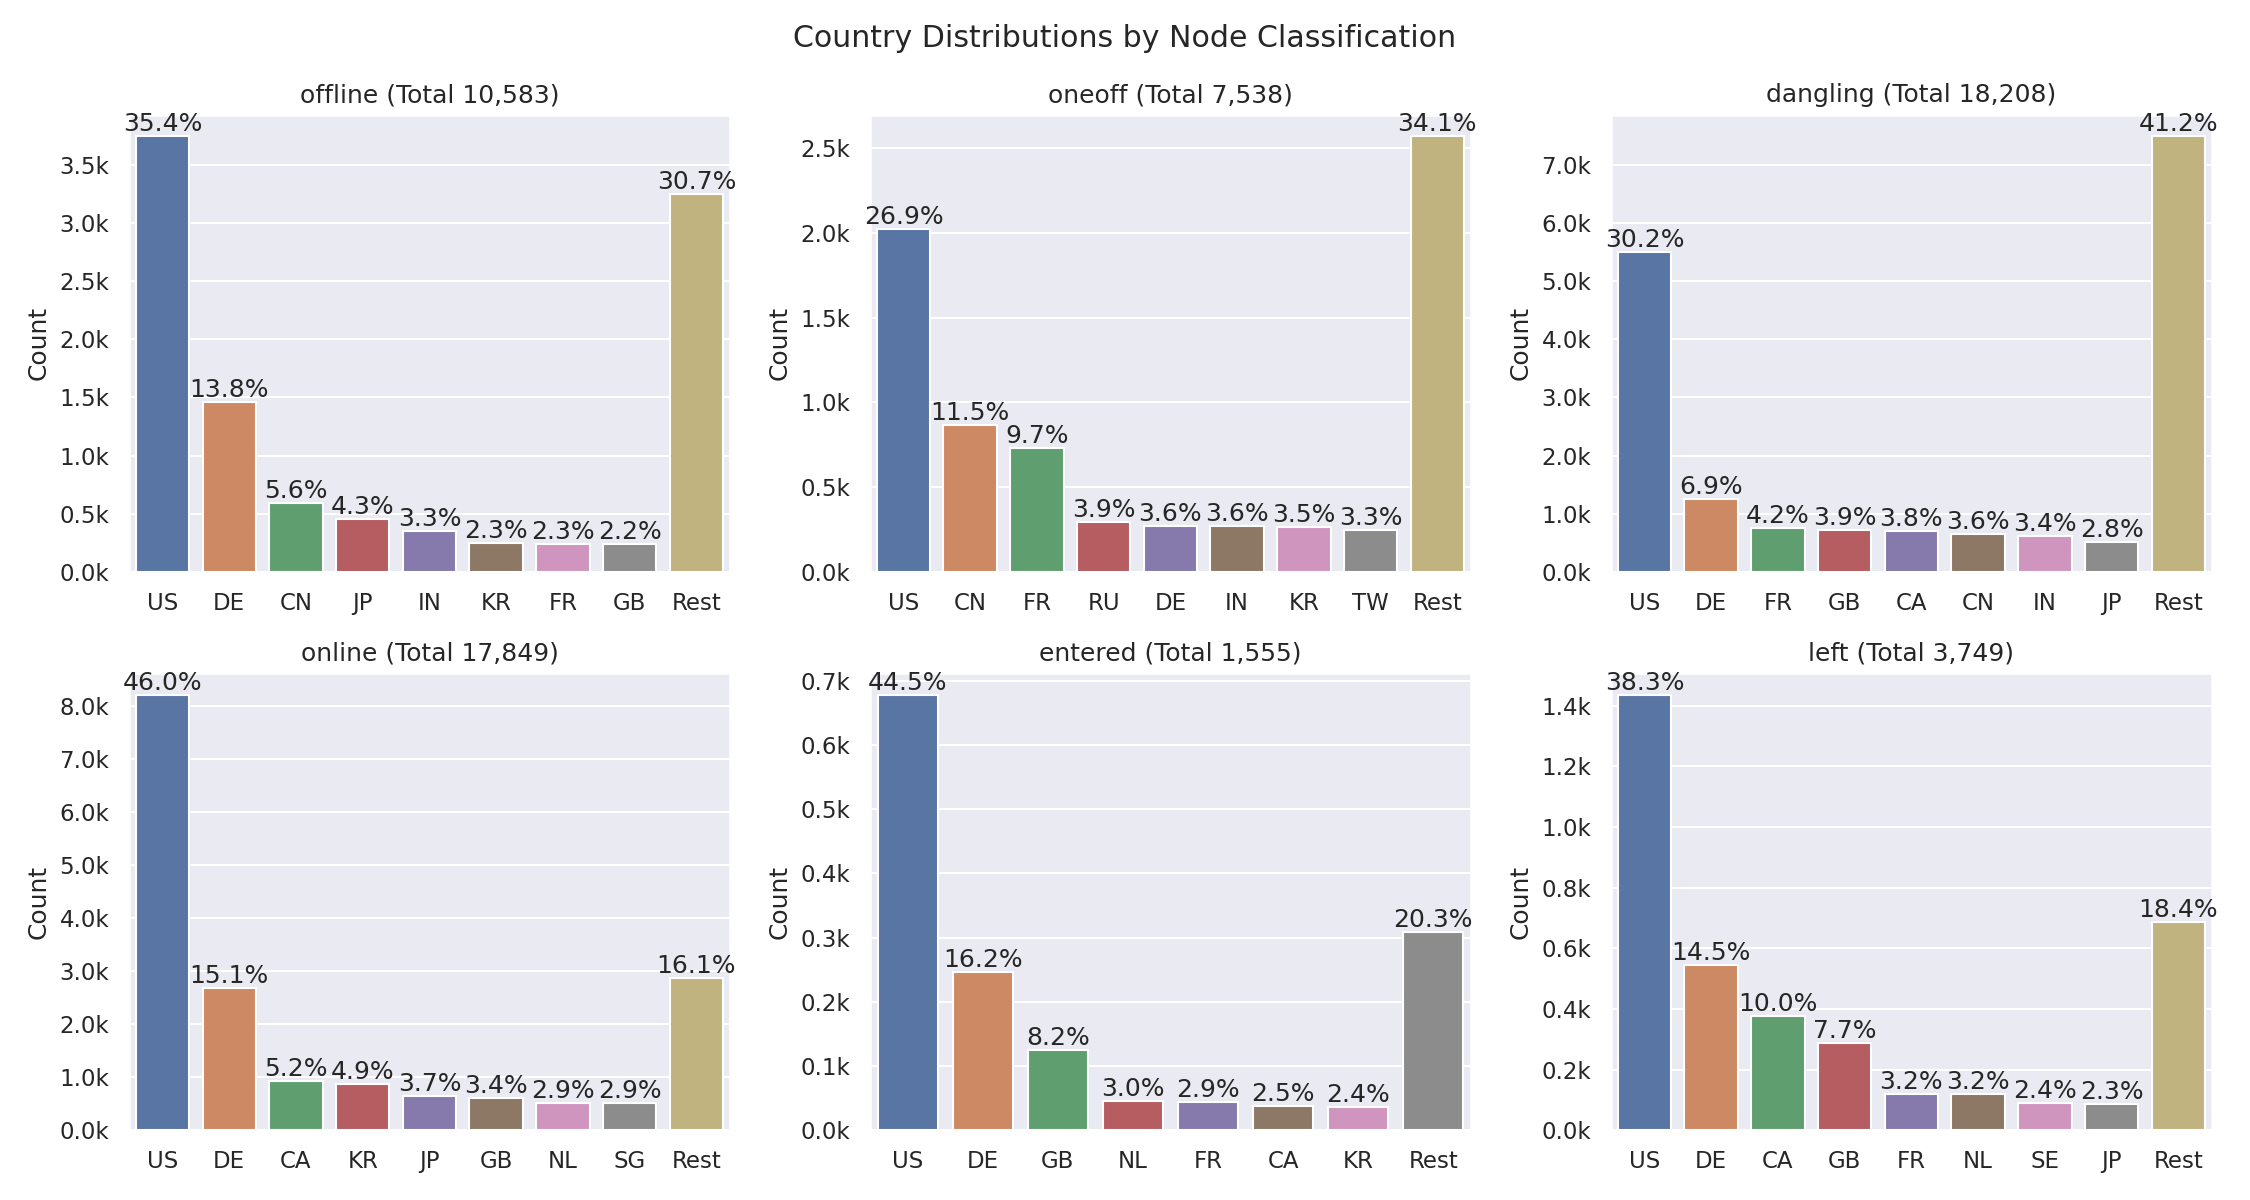 Country Distributions by Node Classification
offline (Total 10,583)
Count
3.5k
3.0k
2.5k
2.0k
1.5k
1.0k
0.5k
0.0k
35.4%
13.8%
5.6%
4.3%
3.3%
2.3%
2.3%
2.2%
30.7%
US DE CN JP IN KR FR GB Rest
oneoff (Total 7,538)
Count
2.5k
2.0k
1.5k
1.0k
0.5k
0.0k
26.9%
11.5%
9.7%
3.9%
3.6%
3.6%
3.5%
3.3%
34.1%
US CN FR RU DE IN KR TW Rest
dangling (Total 18,208)
Count
7.0k
6.0k
5.0k
4.0k
3.0k
2.0k
1.0k
0.0k
30.2%
6.9%
4.2%
3.9%
3.8%
3.6%
3.4%
2.8%
41.2%
US DE FR GB CA CN IN JP Rest
online (Total 17,849)
Count
8.0k
7.0k
6.0k
5.0k
4.0k
3.0k
2.0k
1.0k
0.0k
46.0%
15.1%
5.2%
4.9%
3.7%
3.4%
2.9%
2.9%
16.1%
US DE CA KR JP GB NL SG Rest
entered (Total 1,555)
Count
0.7k
0.6k
0.5k
0.4k
0.3k
0.2k
0.1k
0.0k
44.5%
16.2%
8.2%
3.0%
2.9%
2.5%
2.4%
20.3%
US DE GB NL FR CA KR Rest
left (Total 3,749)
Count
1.4k
1.2k
1.0k
0.8k
0.6k
0.4k
0.2k
0.0k
38.3%
14.5%
10.0%
7.7%
3.2%
3.2%
2.4%
2.3%
18.4%
US DE CA GB FR NL SE JP Rest